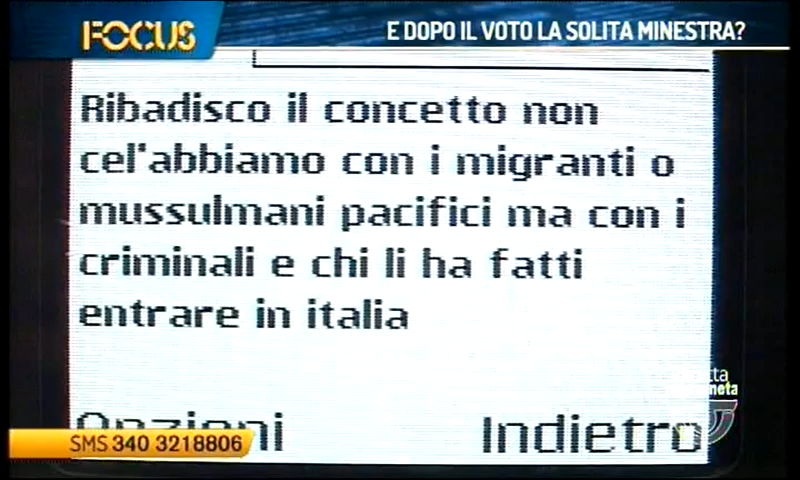 FOCUS
E DOPO IL VOTO LA SOLITA MINESTRA?
Ribadisco il concetto non
cel'abbiamo con i migranti o
mussulmani pacifici ma con i
criminali e chi li ha fatti
entrare in italia
Opzioni
Indietro
SMS 340 3218806